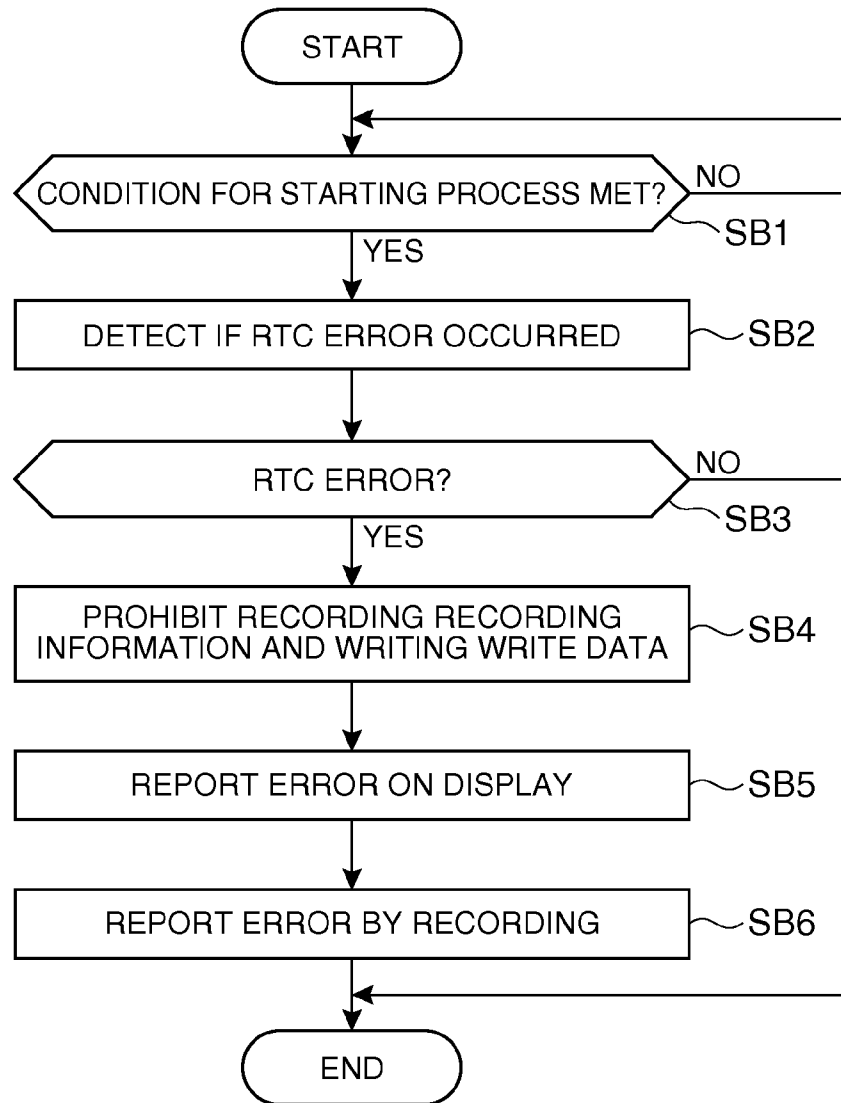 START
CONDITION FOR STARTING PROCESS MET?
NO
SB1
YES
DETECT IF RTC ERROR OCCURRED
SB2
RTC ERROR?
NO
SB3
YES
PROHIBIT RECORDING RECORDING
INFORMATION AND WRITING WRITE DATA
SB4
REPORT ERROR ON DISPLAY
SB5
REPORT ERROR BY RECORDING
SB6
END